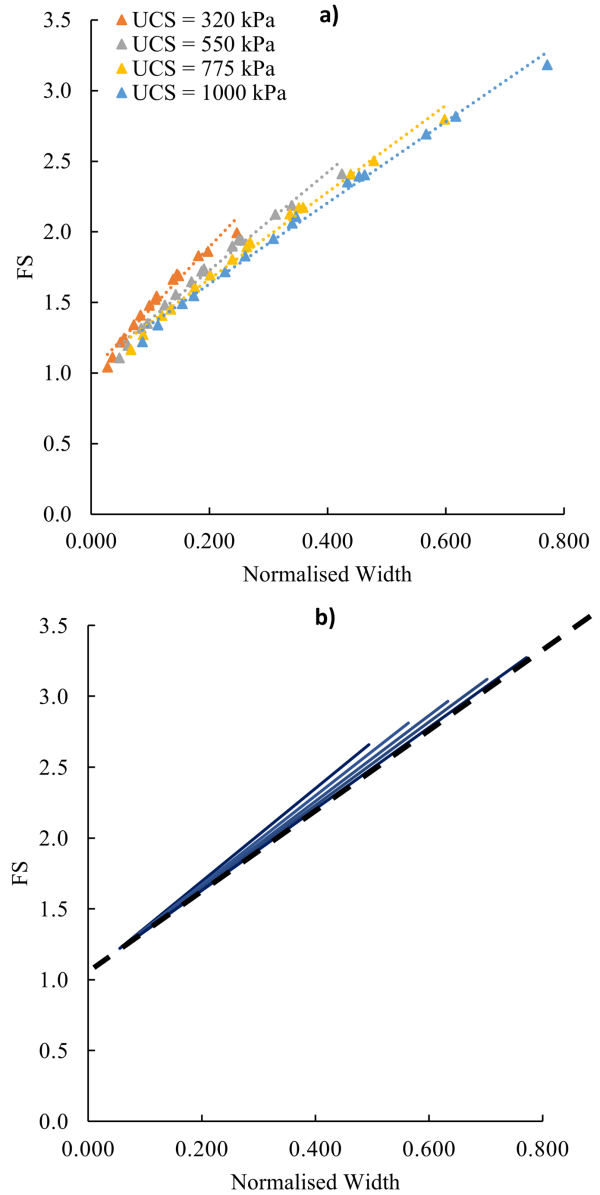 a)
UCS = 320 kPa
UCS = 550 kPa
UCS = 775 kPa
UCS = 1000 kPa
3.5
3.0
2.5
2.0
1.5
1.0
0.5
0.0
FS
0.000 0.200 0.400 0.600 0.800
Normalised Width
b)
3.5
3.0
2.5
2.0
1.5
1.0
0.5
0.0
FS
0.000 0.200 0.400 0.600 0.800
Normalised Width